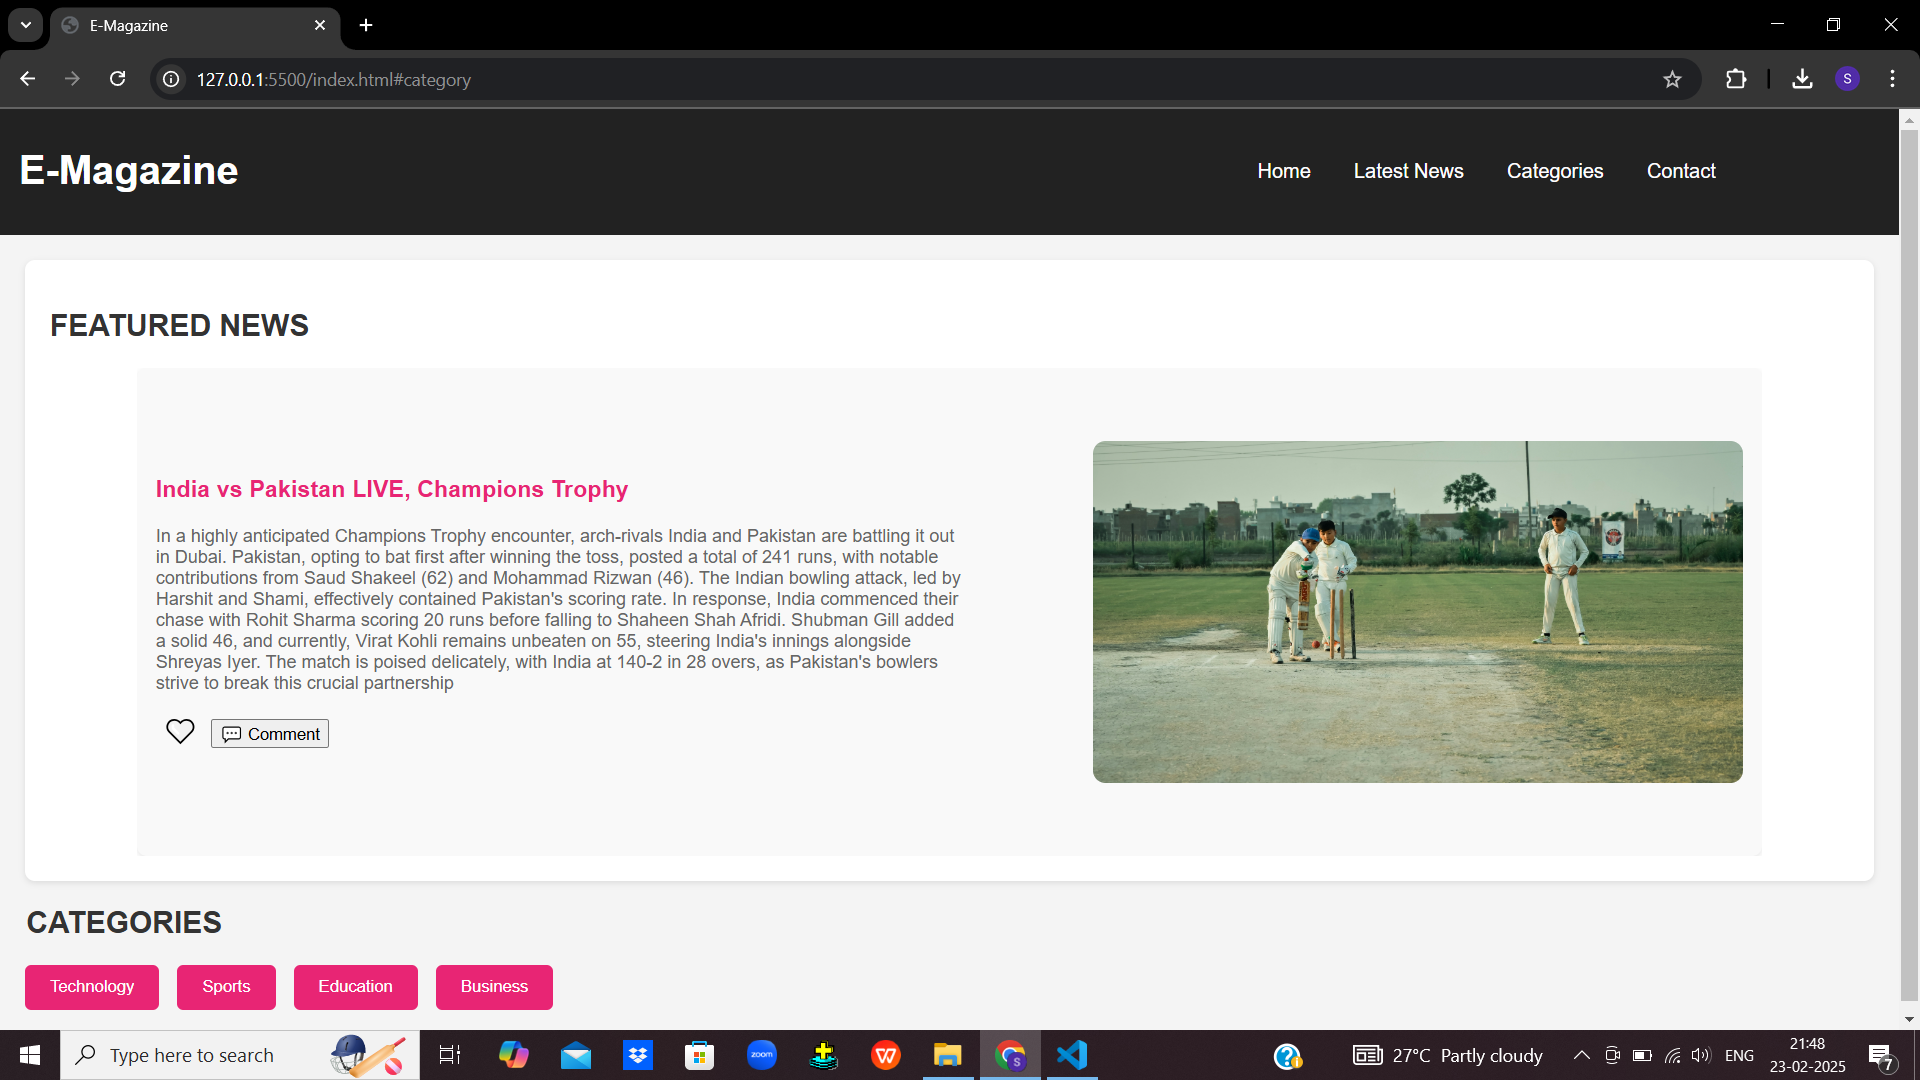 E-Magazine
127.0.0.1:5500/index.html#category
S
E-Magazine
Home Latest News Categories Contact
FEATURED NEWS
India vs Pakistan LIVE, Champions Trophy
In a highly anticipated Champions Trophy encounter, arch-rivals India and Pakistan are battling it out
in Dubai. Pakistan, opting to bat first after winning the toss, posted a total of 241 runs, with notable
contributions from Saud Shakeel (62) and Mohammad Rizwan (46). The Indian bowling attack, led by
Harshit and Shami, effectively contained Pakistan's scoring rate. In response, India commenced their
chase with Rohit Sharma scoring 20 runs before falling to Shaheen Shah Afridi. Shubman Gill added
a solid 46, and currently, Virat Kohli remains unbeaten on 55, steering India's innings alongside
Shreyas Iyer. The match is poised delicately, with India at 140-2 in 28 overs, as Pakistan's bowlers
strive to break this crucial partnership
Comment
CATEGORIES
Technology Sports Education Business
Type here to search
zoom
W
S
27°C Partly cloudy
ENG
21:48
23-02-2025
7